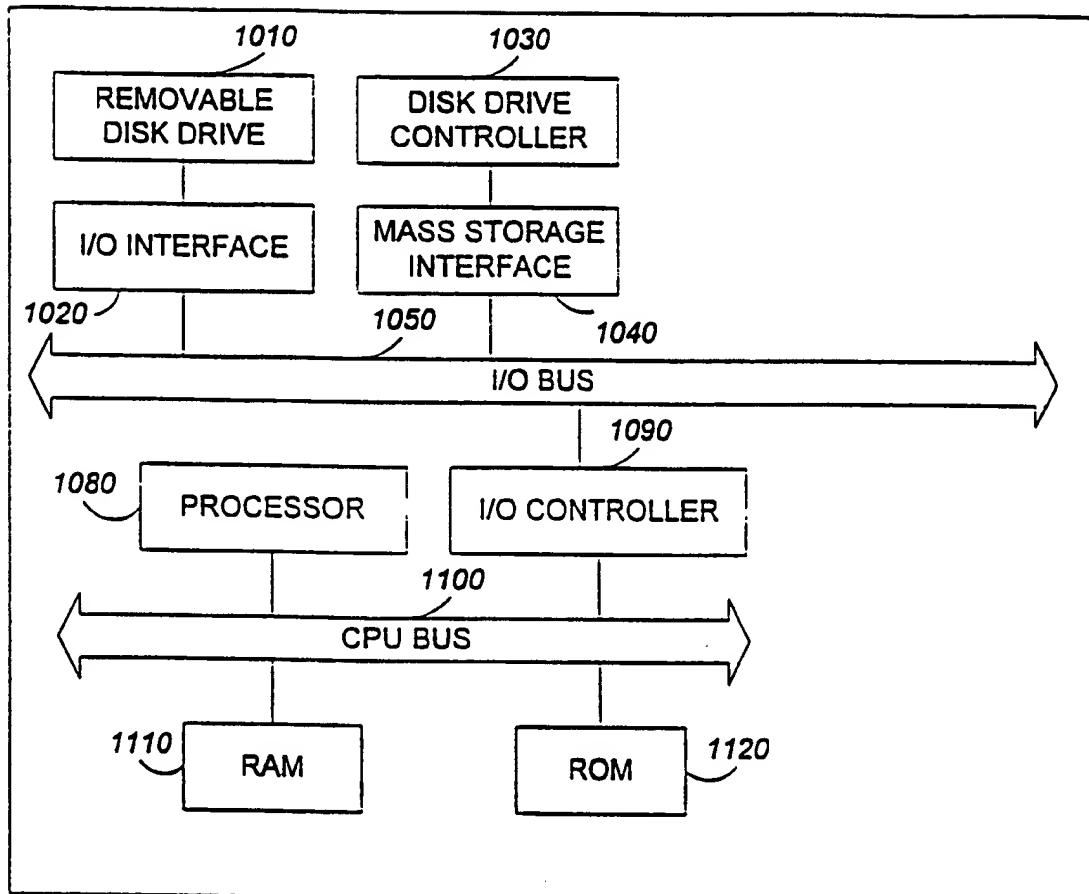 1010
1030
REMOVABLE
DISK DRIVE
DISK DRIVE
CONTROLLER
I/O INTERFACE
MASS STORAGE
INTERFACE
1020
1050
1040
I/O BUS
1090
1080
PROCESSOR
I/O CONTROLLER
1100
CPU BUS
1110
RAM
ROM
1120